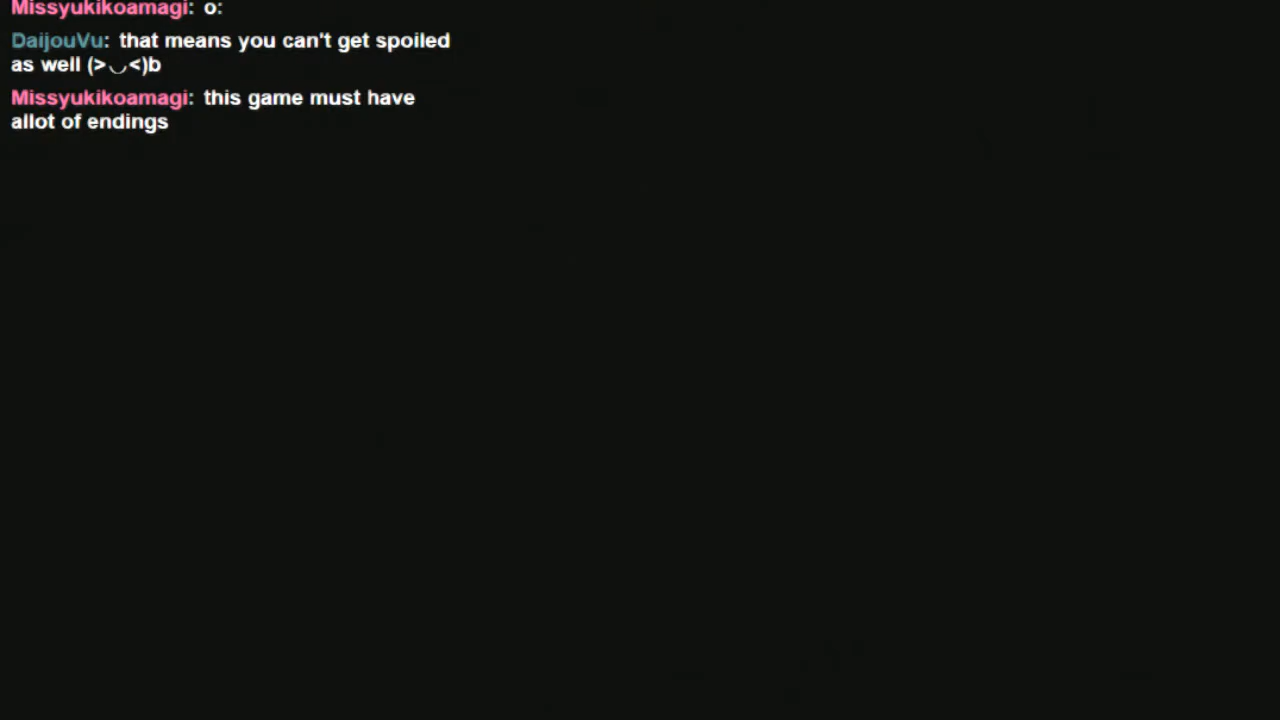 Missyukikoamagi: o:
DaijouVu: that means you can't get spoiled
as well (>◡<)b
Missyukikoamagi: this game must have
allot of endings